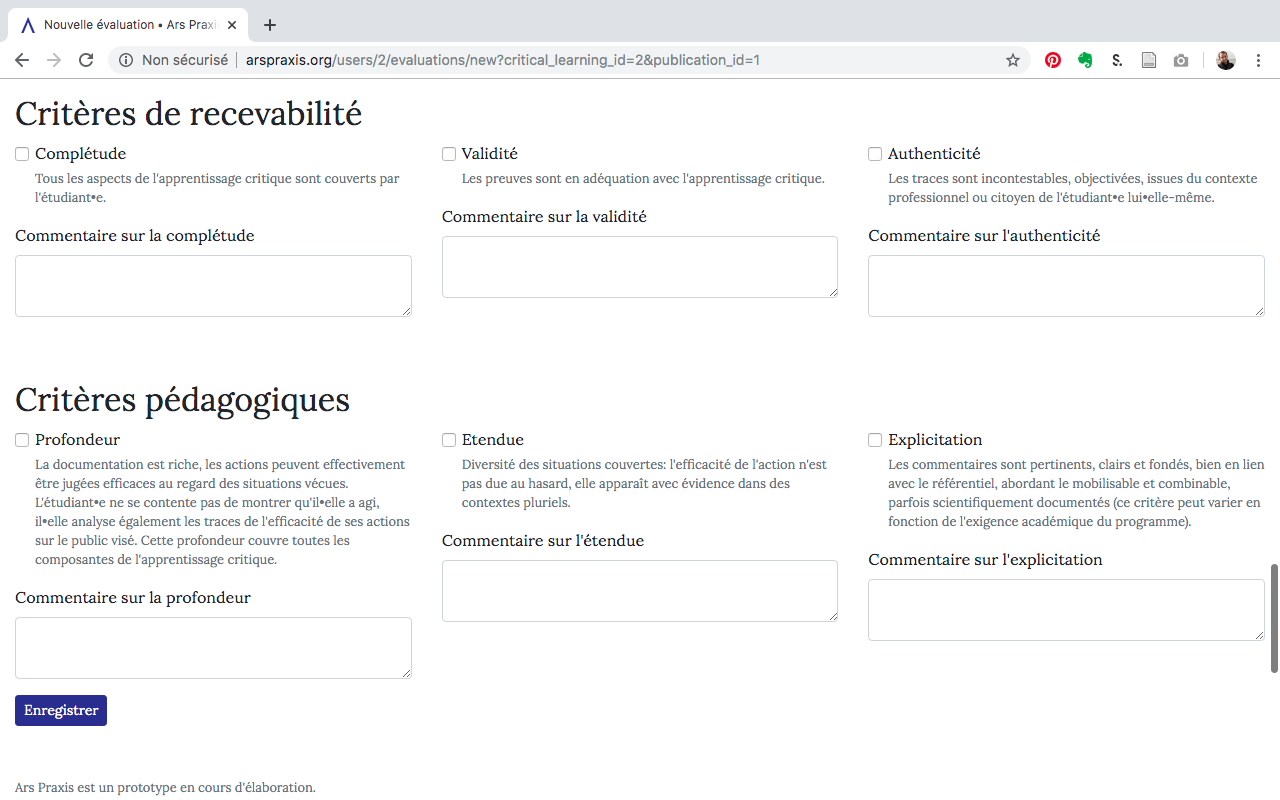 Nouvelle évaluation • Ars Praxi
Non sécurisé arspraxis.org/users/2/evaluations/new?critical_learning_id=2&publication_id=1
S.
Critères de recevabilité
Complétude
Tous les aspects de l'apprentissage critique sont couverts par
l'étudiant•e.
Commentaire sur la complétude
Validité
Les preuves sont en adéquation avec l'apprentissage critique.
Commentaire sur la validité
Authenticité
Les traces sont incontestables, objectivées, issues du contexte
professionnel ou citoyen de l'étudiant•e lui•elle-même.
Commentaire sur l'authenticité
Critères pédagogiques
Profondeur
La documentation est riche, les actions peuvent effectivement
être jugées efficaces au regard des situations vécues.
L'étudiant•e ne se contente pas de montrer qu'il•elle a agi,
il•elle analyse également les traces de l'efficacité de ses actions
sur le public visé. Cette profondeur couvre toutes les
composantes de l'apprentissage critique.
Commentaire sur la profondeur
Etendue
Diversité des situations couvertes: l'efficacité de l'action n'est
pas due au hasard, elle apparaît avec évidence dans des
contextes pluriels.
Commentaire sur l'étendue
Explicitation
Les commentaires sont pertinents, clairs et fondés, bien en lien
avec le référentiel, abordant le mobilisable et combinable,
parfois scientifiquement documentés (ce critère peut varier en
fonction de l'exigence académique du programme).
Commentaire sur l'explicitation
Enregistrer
Ars Praxis est un prototype en cours d'élaboration.